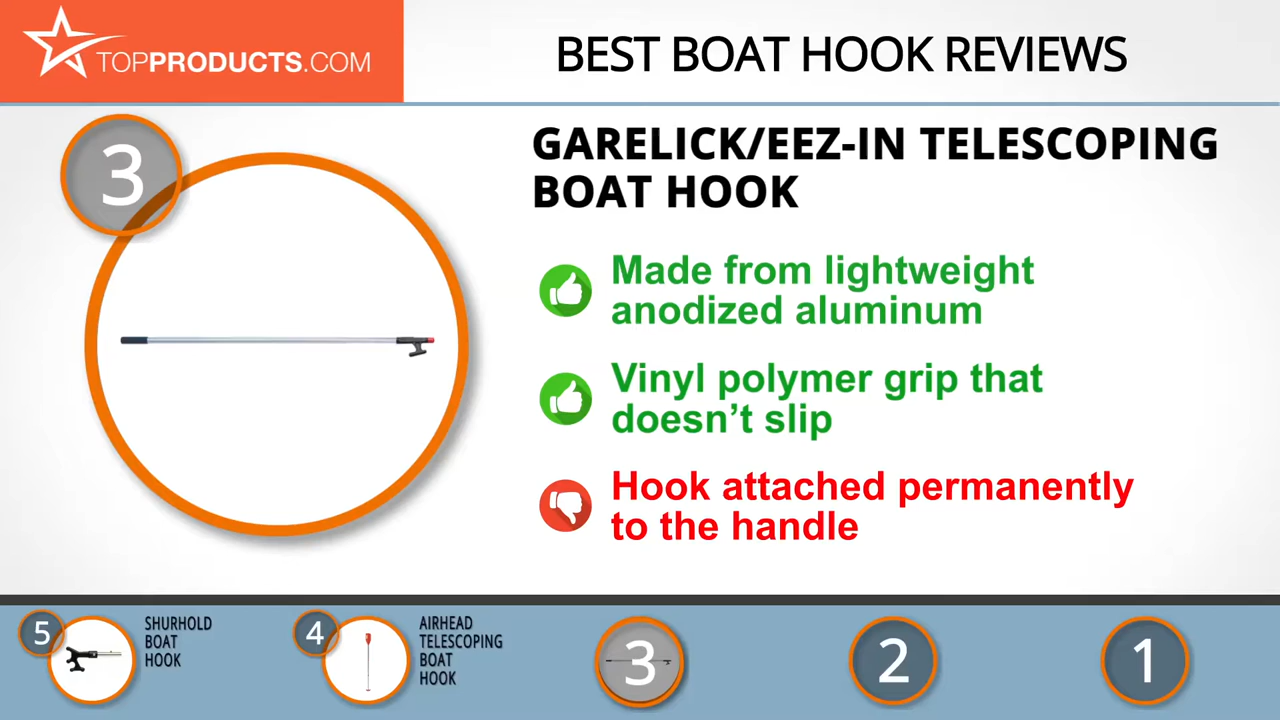 TOPPRODUCTS.COM
BEST BOAT HOOK REVIEWS
3
GARELICK/EEZ-IN TELESCOPING
BOAT HOOK
Made from lightweight
anodized aluminum
Vinyl polymer grip that
doesn’t slip
Hook attached permanently
to the handle
5
SHURHOLD
BOAT
HOOK
4
AIRHEAD
TELESCOPING
BOAT
HOOK
3
2
1